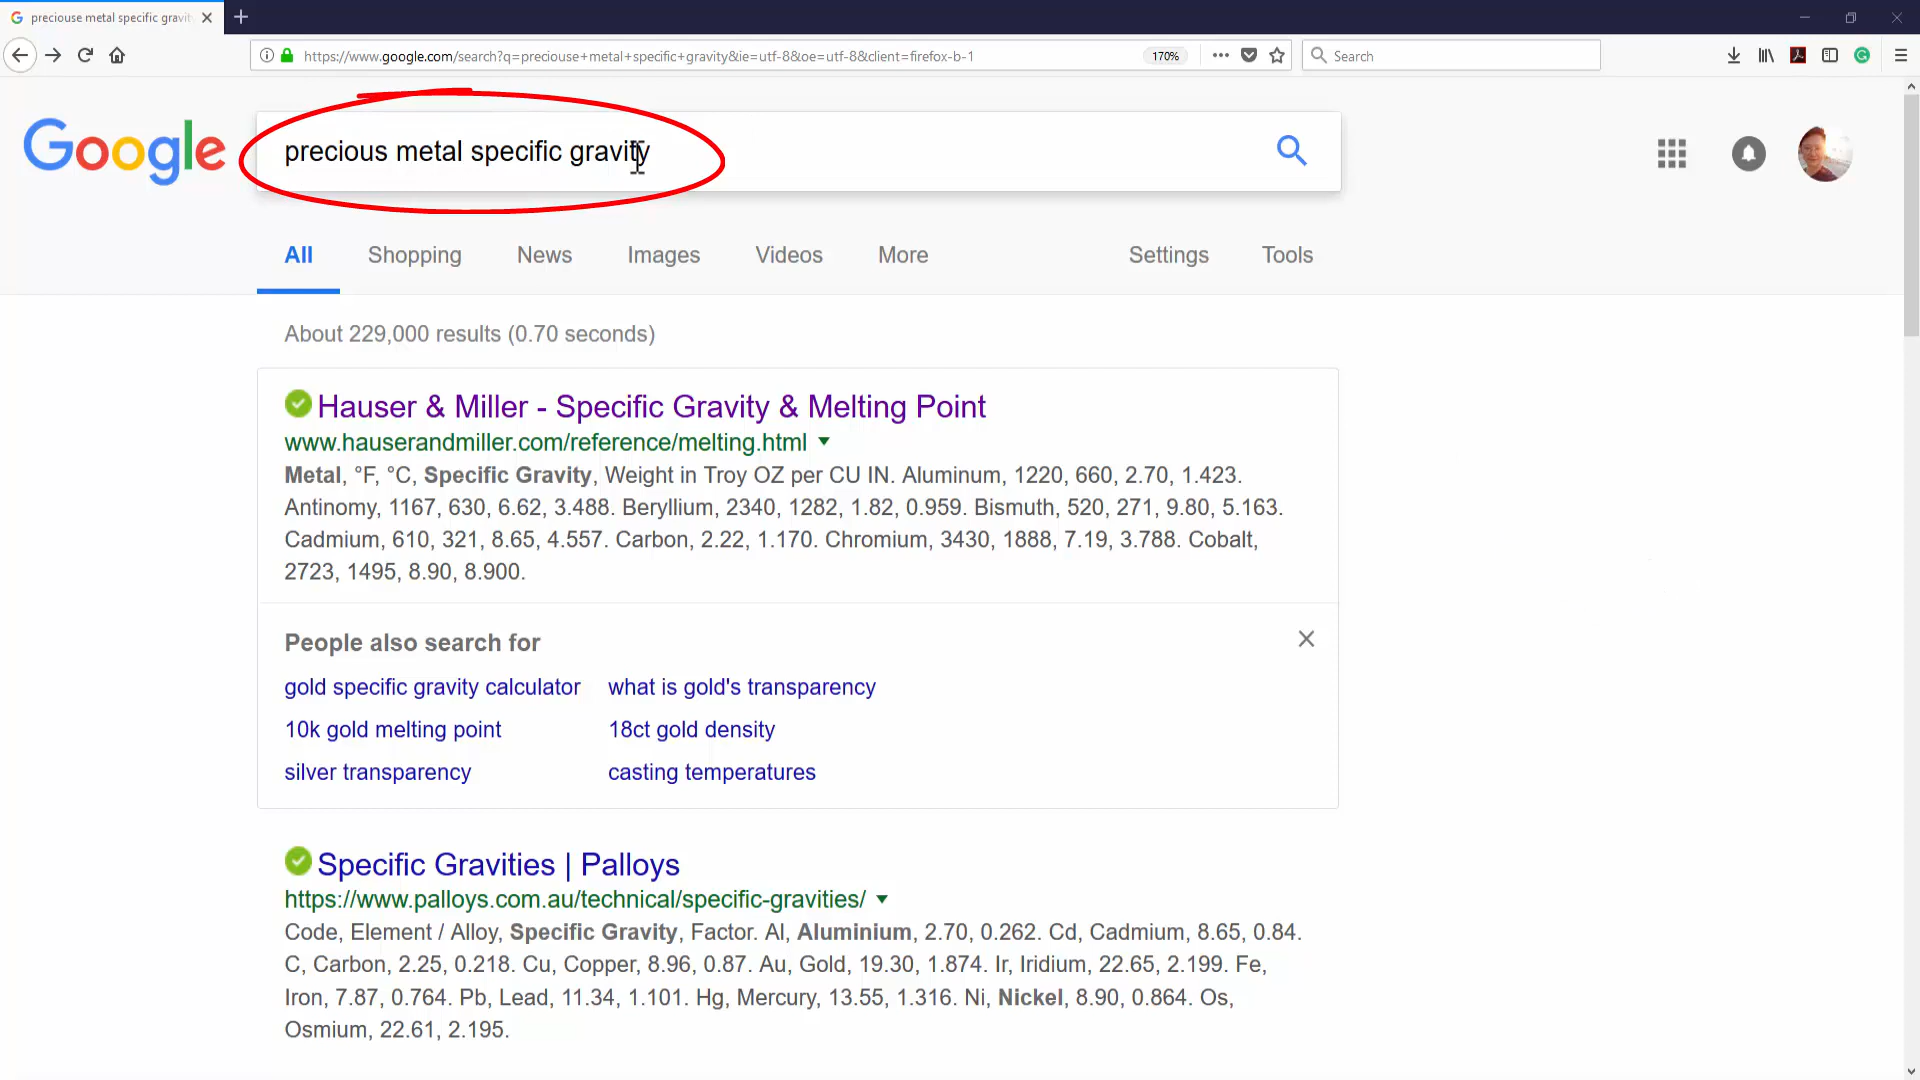 preciouse metal specific gravit
https://www.google.com/search?q=preciouse+metal+specific+gravity&ie=utf-8&oe=utf-8&client=firefox-b-1
170%
Search
Google
precious metal specific gravity
All Shopping News Images Videos More Settings Tools
About 229,000 results (0.70 seconds)
Hauser & Miller - Specific Gravity & Melting Point
www.hauserandmiller.com/reference/melting.html
Metal, °F, °C, Specific Gravity, Weight in Troy OZ per CU IN. Aluminum, 1220, 660, 2.70, 1.423.
Antinomy, 1167, 630, 6.62, 3.488. Beryllium, 2340, 1282, 1.82, 0.959. Bismuth, 520, 271, 9.80, 5.163.
Cadmium, 610, 321, 8.65, 4.557. Carbon, 2.22, 1.170. Chromium, 3430, 1888, 7.19, 3.788. Cobalt,
2723, 1495, 8.90, 8.900.
People also search for
gold specific gravity calculator what is gold's transparency
10k gold melting point 18ct gold density
silver transparency casting temperatures
Specific Gravities | Palloys
https://www.palloys.com.au/technical/specific-gravities/
Code, Element / Alloy, Specific Gravity, Factor. Al, Aluminium, 2.70, 0.262. Cd, Cadmium, 8.65, 0.84.
C, Carbon, 2.25, 0.218. Cu, Copper, 8.96, 0.87. Au, Gold, 19.30, 1.874. Ir, Iridium, 22.65, 2.199. Fe,
Iron, 7.87, 0.764. Pb, Lead, 11.34, 1.101. Hg, Mercury, 13.55, 1.316. Ni, Nickel, 8.90, 0.864. Os,
Osmium, 22.61, 2.195.